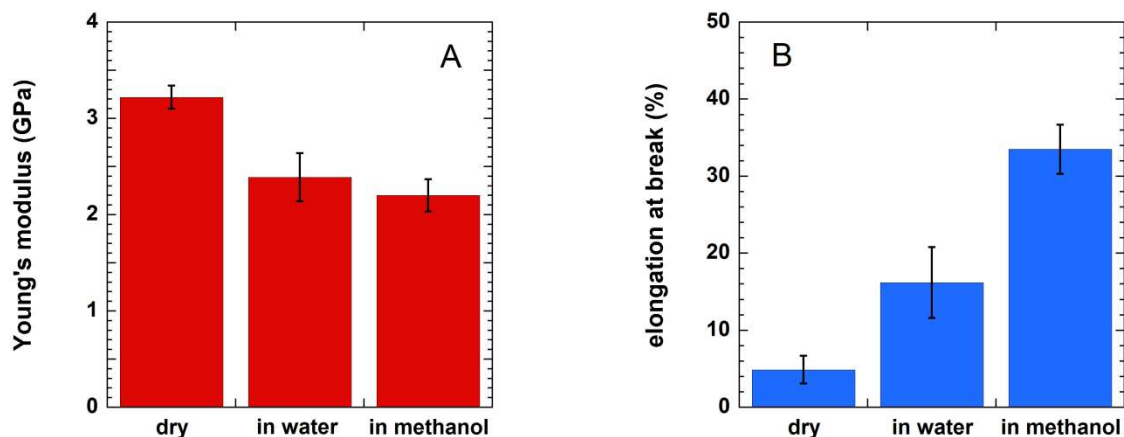 A
Young's modulus (GPa)
4
3
2
1
0
dry
in water
in methanol
B
elongation at break (%)
50
40
30
20
10
0
dry
in water
in methanol